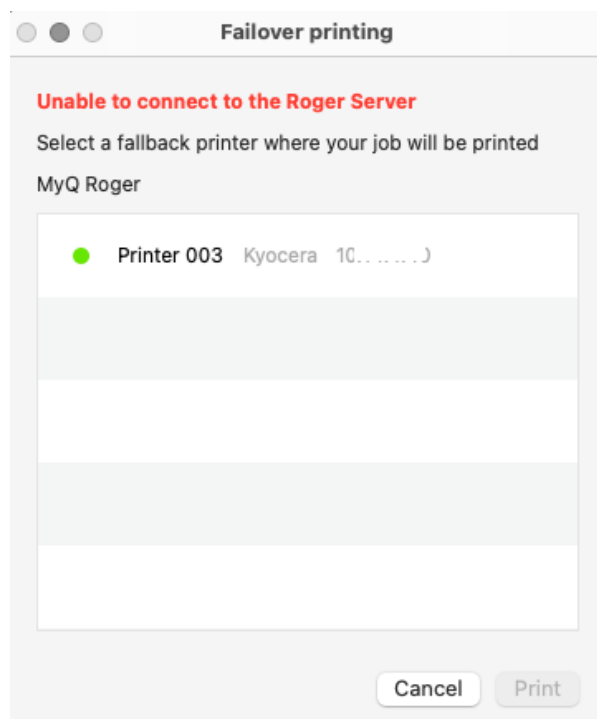 Failover printing
Unable to connect to the Roger Server
Select a fallback printer where your job will be printed
MyQ Roger
Printer 003 Kyocera
Cancel Print